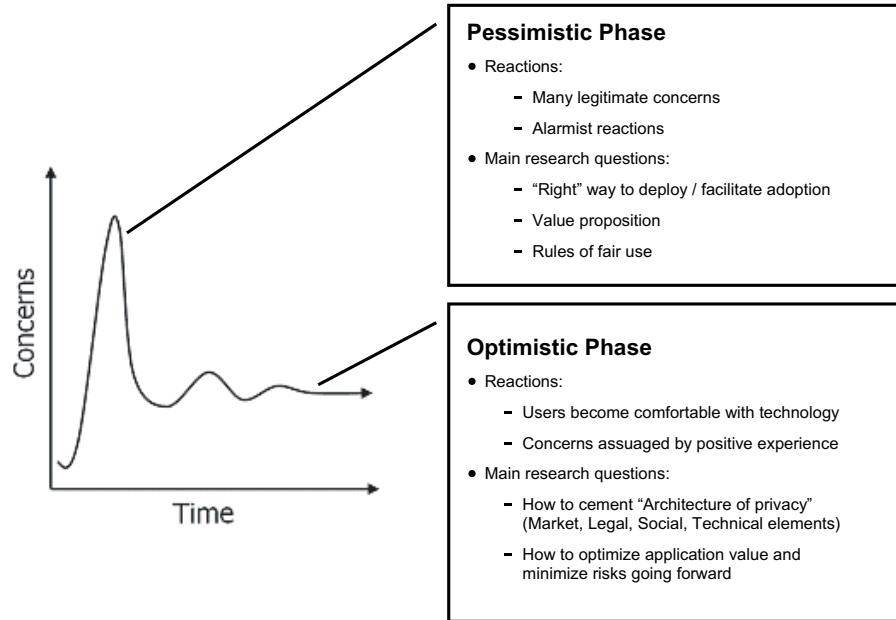 Pessimistic Phase
• Reactions:
– Many legitimate concerns
– Alarmist reactions
• Main research questions:
– “Right” way to deploy / facilitate adoption
– Value proposition
– Rules of fair use
Concerns
Time
Optimistic Phase
• Reactions:
– Users become comfortable with technology
– Concerns assuaged by positive experience
• Main research questions:
– How to cement “Architecture of privacy”
(Market, Legal, Social, Technical elements)
– How to optimize application value and
minimize risks going forward